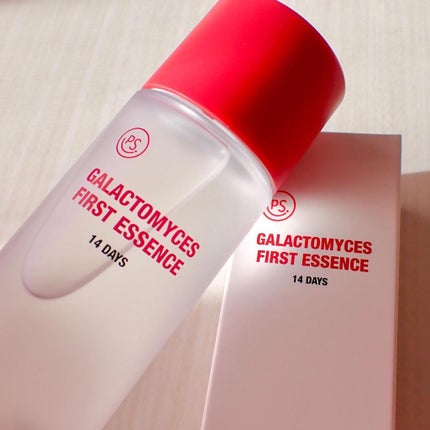 PS.
GALACTOMYCES
FIRST ESSENCE
14 DAYS
PS.
GALACTOMYCES
FIRST ESSENCE
14 DAYS